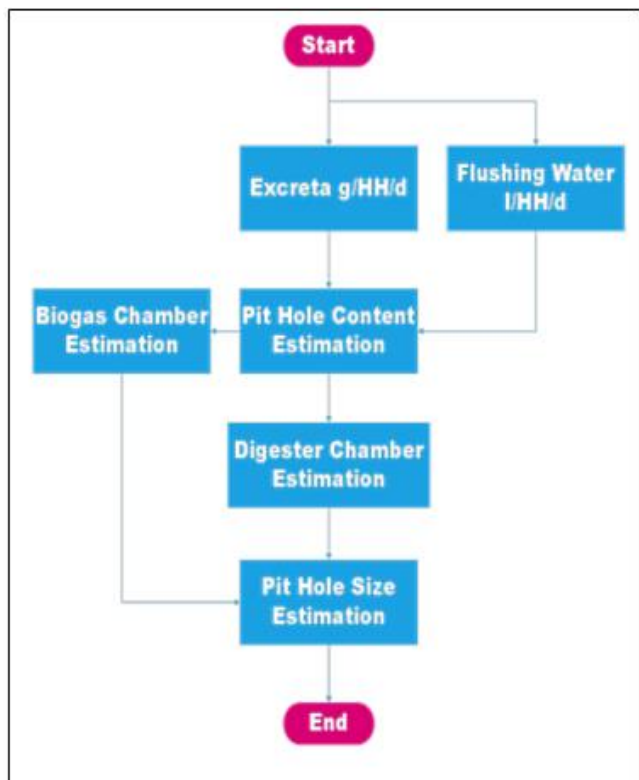 Start
Excreta g/HH/d
Flushing Water
l/HH/d
Biogas Chamber
Estimation
Pit Hole Content
Estimation
Digester Chamber
Estimation
Pit Hole Size
Estimation
End